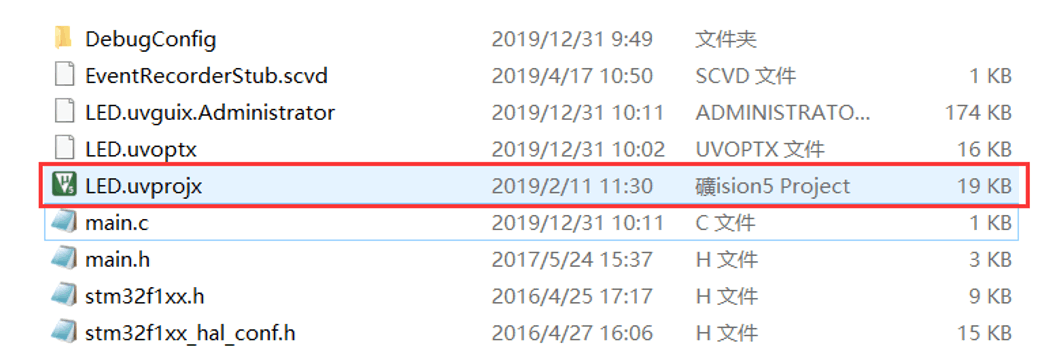 DebugConfig 2019/12/31 9:49 文件夹
EventRecorderStub.scvd 2019/4/17 10:50 SCVD 文件 1 KB
LED.uvguix.Administrator 2019/12/31 10:11 ADMINISTRATO... 174 KB
LED.uvoptx 2019/12/31 10:02 UVOPTX 文件 16 KB
LED.uvprojx 2019/2/11 11:30 礦ision5 Project 19 KB
main.c 2019/12/31 10:11 C 文件 1 KB
main.h 2017/5/24 15:37 H 文件 3 KB
stm32f1xx.h 2016/4/25 17:17 H 文件 9 KB
stm32f1xx_hal_conf.h 2016/4/27 16:06 H 文件 15 KB